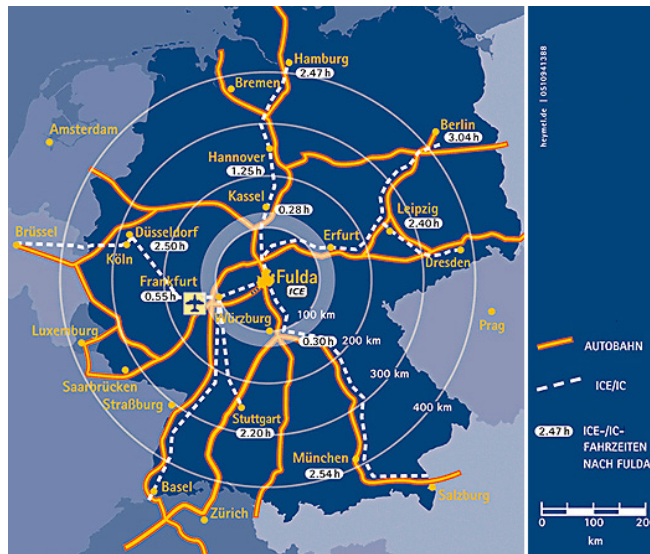 Hamburg
2.47 h
Bremen
Berlin
3.04 h
Amsterdam
Hannover
1.25 h
Kassel
0.28 h
Leipzig
2.40 h
Brüssel
Düsseldorf
2.50 h
Köln
Erfurt
Dresden
Frankfurt
0.55 h
Fulda
ICE
Würzburg
0.30 h
100 km
200 km
300 km
400 km
Prag
Luxemburg
Saarbrücken
Straßburg
Stuttgart
2.20 h
München
2.54 h
Salzburg
Basel
Zürich
heymel.de | 0510941388
AUTOBAHN
ICE/IC
2.47 h
ICE-/IC-
FAHRZEITEN
NACH FULDA
0 100 200
km